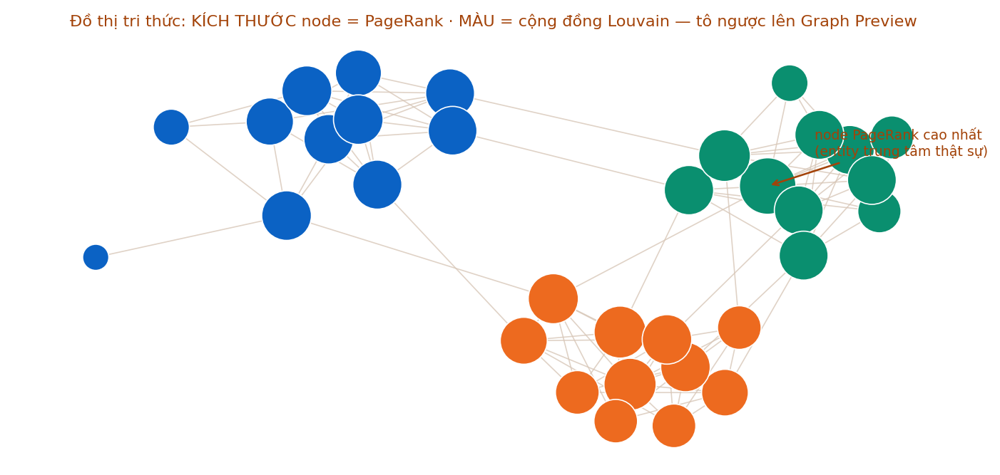 Đồ thị tri thức: KÍCH THƯỚC node = PageRank · MÀU = cộng đồng Louvain — tô ngược lên Graph Preview
node PageRank cao nhất
(entity trung tâm thật sự)